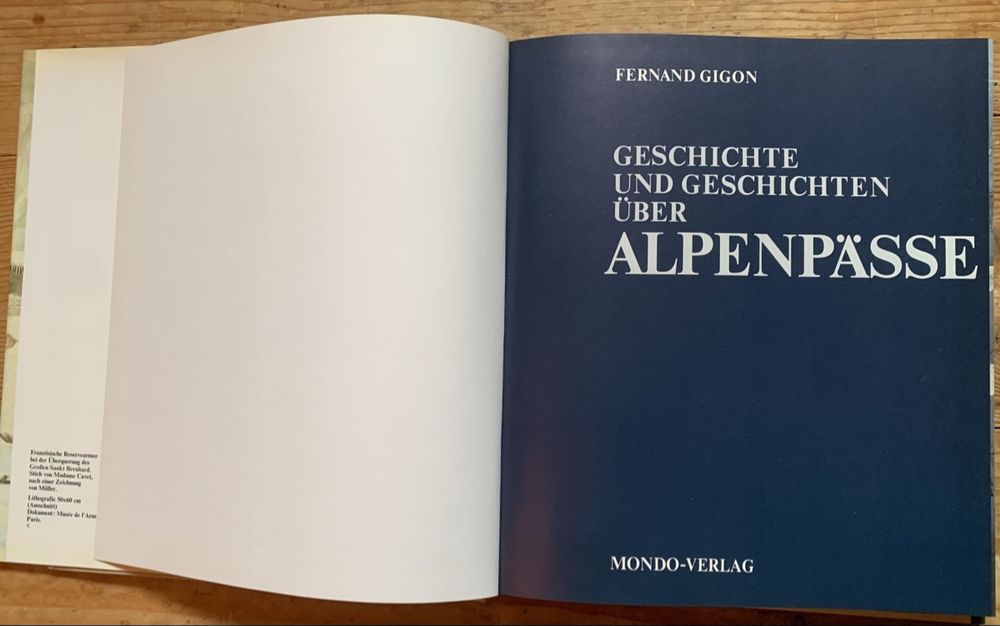 Französische Reservearmee
bei der Übersperung des
Großen Sankt Bernhard.
Stich von Madame Cavet,
nach einer Zeichnung
von Müller.
Lithografie 50x60 cm
(Ausschnitt)
Dokument: Musée de l'Arm
Paris.
FERNAND GIGON
GESCHICHTE
UND GESCHICHTEN
ÜBER
ALPENPÄSSE
MONDO-VERLAG